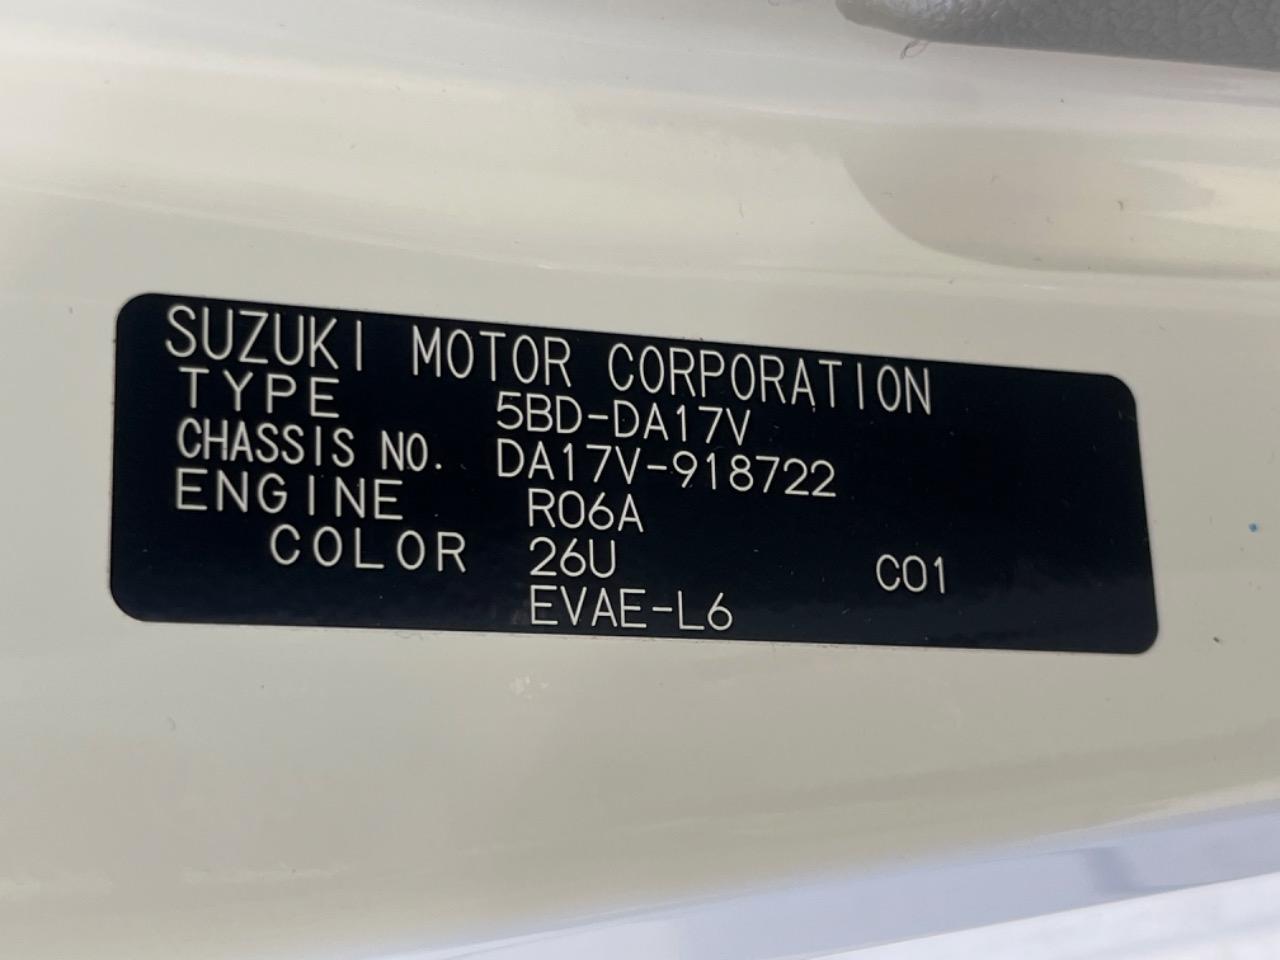 SUZUKI MOTOR CORPORATION
TYPE 5BD-DA17V
CHASSIS NO. DA17V-918722
ENGINE R06A
COLOR 26U C01
EVAE-L6